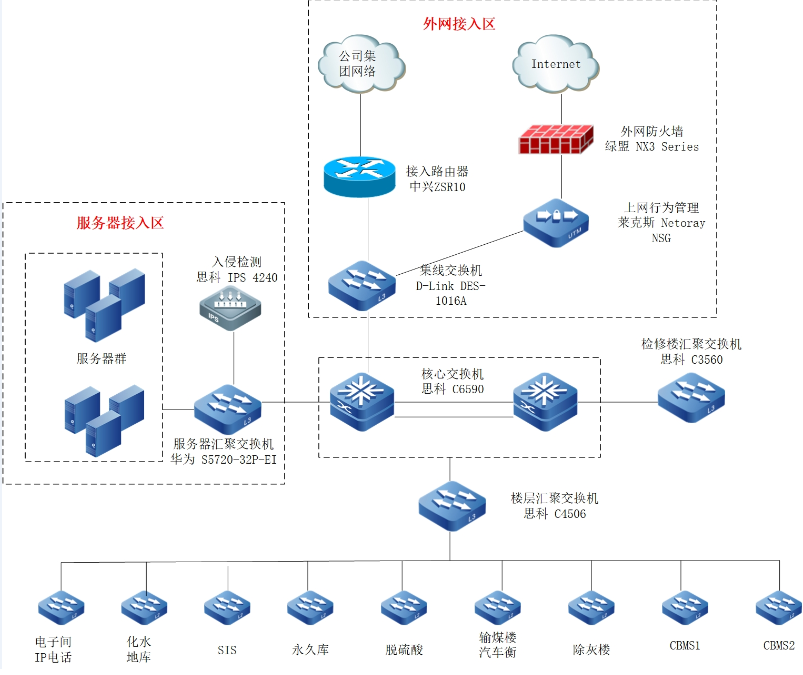 外网接入区
公司集
团网络
Internet
外网防火墙
绿盟 NX3 Series
接入路由器
中兴ZSR10
上网行为管理
莱克斯 Netoray
NSG
UTM
服务器接入区
入侵检测
思科 IPS 4240
IPS
集线交换机
D-Link DES-
1016A
L3
服务器群
核心交换机
思科 C6590
检修楼汇聚交换机
思科 C3560
L3
L3
服务器汇聚交换机
华为 S5720-32P-EI
楼层汇聚交换机
思科 C4506
L3
电子间
IP电话
化水
地库
SIS
永久库
脱硫酸
输煤楼
汽车衡
除灰楼
CBMS1
CBMS2